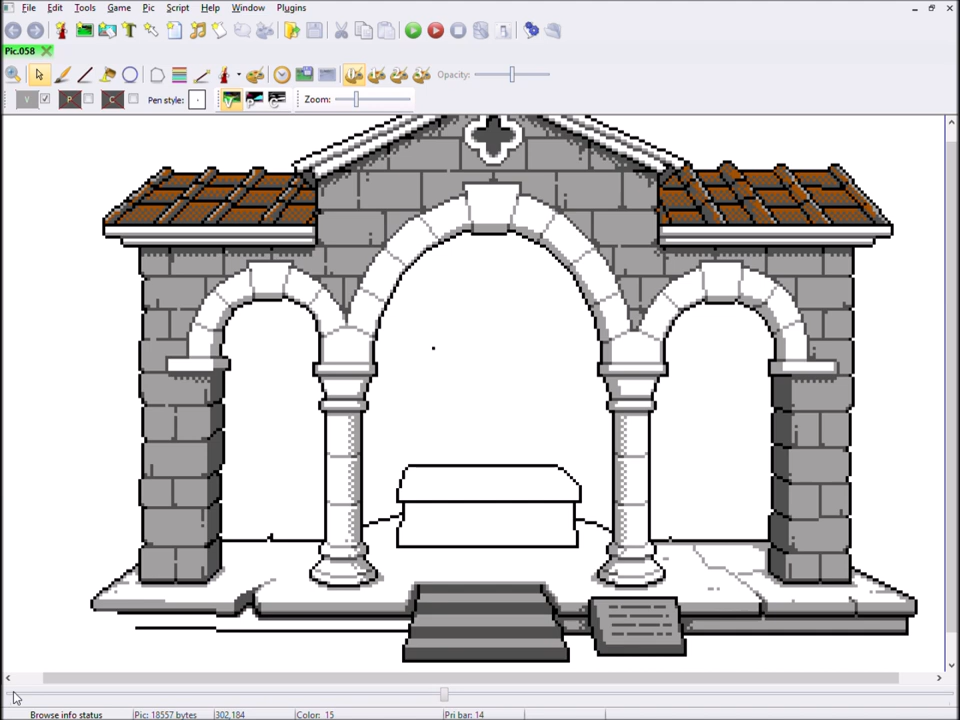 File Edit Tools Game Pic Script Help Window Plugins
Pic.058
Opacity:
V P C Pen style: V P C Zoom:
Browse info status Pic: 18557 bytes 302,184 Color: 15 Pri bar: 14